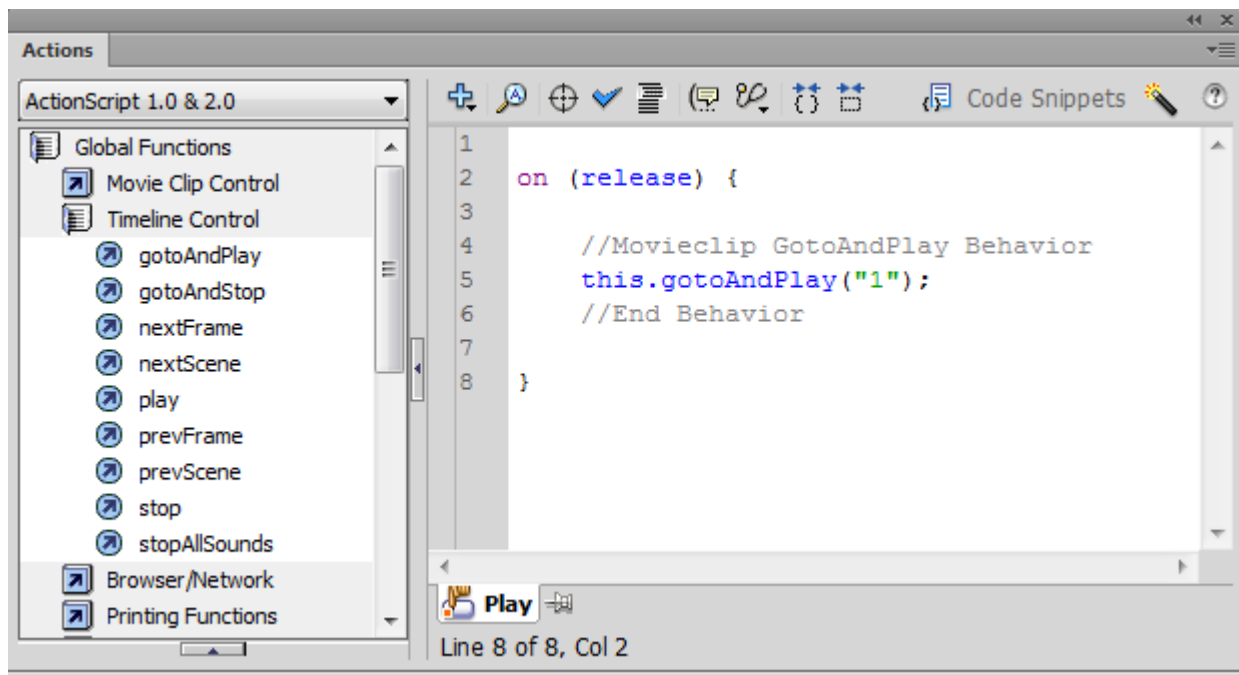 Actions
ActionScript 1.0 & 2.0
Global Functions
Movie Clip Control
Timeline Control
gotoAndPlay
gotoAndStop
nextFrame
nextScene
play
prevFrame
prevScene
stop
stopAllSounds
Browser/Network
Printing Functions
Code Snippets
1
2 on (release) {
3
4 //Movieclip GotoAndPlay Behavior
5 this.gotoAndPlay("1");
6 //End Behavior
7
8 }
Play
Line 8 of 8, Col 2